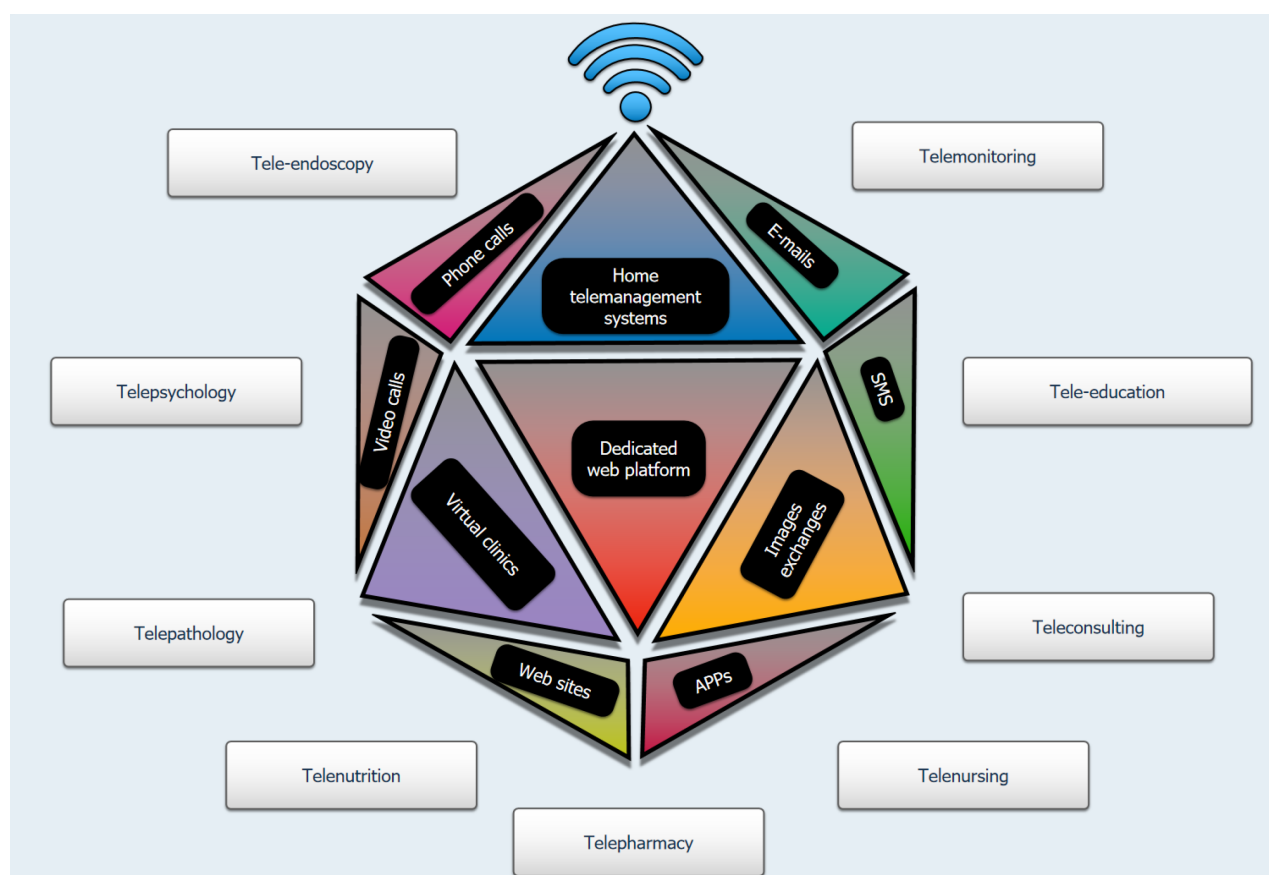 Tele-endoscopy
Telemonitoring
Phone calls
E-mails
Home
telemanagement
systems
Telepsychology
Video calls
SMS
Tele-education
Dedicated
web platform
Virtual clinics
Images
exchanges
Telepathology
Teleconsulting
Web sites
APPs
Telenutrition
Telenursing
Telepharmacy